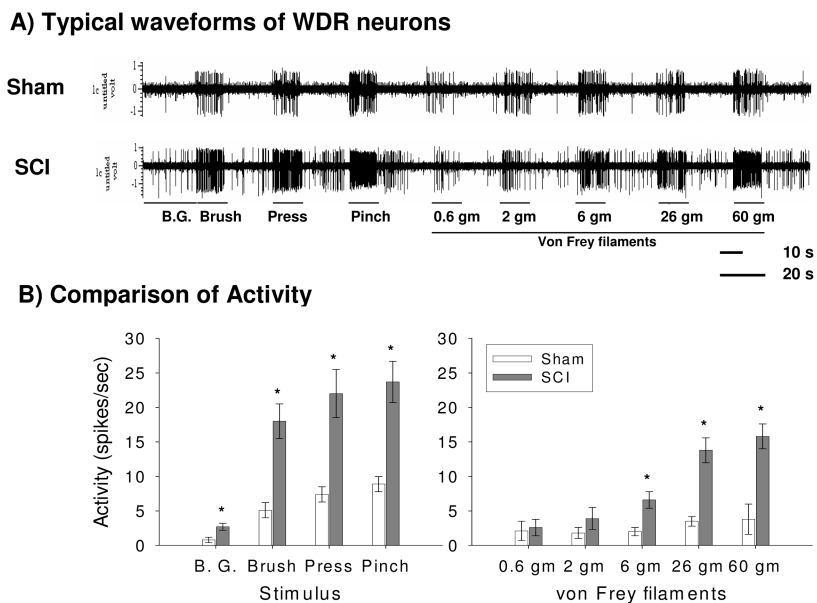 A) Typical waveforms of WDR neurons
Sham
1c untitled volt
1
0
-1
SCI
1c untitled volt
1
0
-1
B.G. Brush Press Pinch 0.6 gm 2 gm 6 gm 26 gm 60 gm
Von Frey filaments
10 s
20 s
B) Comparison of Activity
Activity (spikes/sec)
30
25
20
15
10
5
0
* * * *
B. G. Brush Press Pinch
Stimulus
30
25
20
15
10
5
0
Sham
SCI
* * *
0.6 gm 2 gm 6 gm 26 gm 60 gm
von Frey filaments